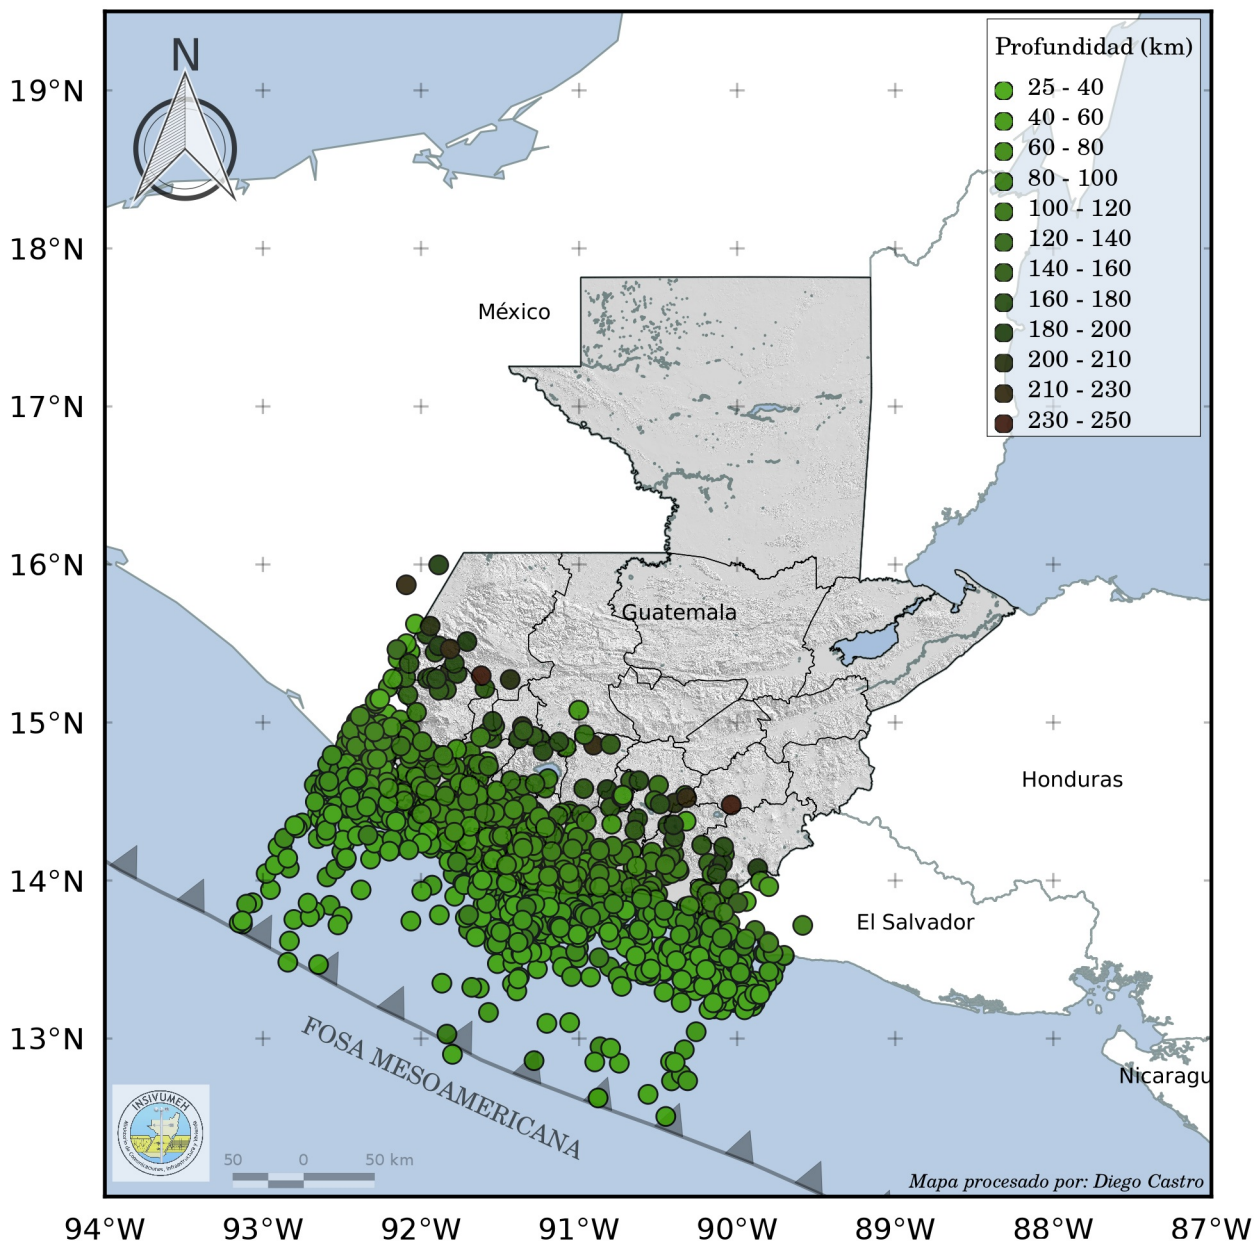 N
Profundidad (km)
25 - 40
40 - 60
60 - 80
80 - 100
100 - 120
120 - 140
140 - 160
160 - 180
180 - 200
200 - 210
210 - 230
230 - 250
19°N
18°N
17°N
16°N
15°N
14°N
13°N
México
Guatemala
Honduras
El Salvador
Nicaragu
FOSA MESOAMERICANA
INSIVUMEH
50 0 50 km
Mapa procesado por: Diego Castro
94°W 93°W 92°W 91°W 90°W 89°W 88°W 87°W